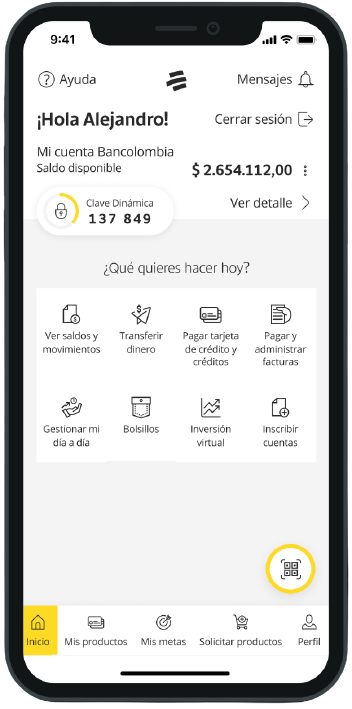 9:41
Ayuda
Mensajes
¡Hola Alejandro!
Cerrar sesión
Mi cuenta Bancolombia
Saldo disponible
$ 2.654.112,00
Clave Dinámica
137 849
Ver detalle
¿Qué quieres hacer hoy?
Ver saldos y
movimientos
Transferir
dinero
Pagar tarjeta
de crédito y
créditos
Pagar y
administrar
facturas
Gestionar mi
día a día
Bolsillos
Inversión
virtual
Inscribir
cuentas
Inicio
Mis productos
Mis metas
Solicitar productos
Perfil